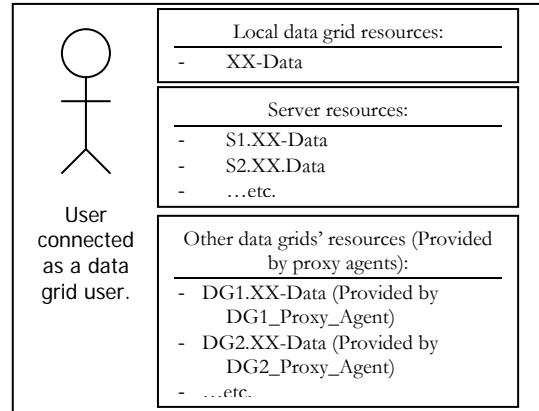 Local data grid resources:
- XX-Data
Server resources:
- S1.XX-Data
- S2.XX.Data
- …etc.
User
connected
as a data
grid user.
Other data grids' resources (Provided
by proxy agents):
- DG1.XX-Data (Provided by
DG1_Proxy_Agent)
- DG2.XX-Data (Provided by
DG2_Proxy_Agent)
- …etc.